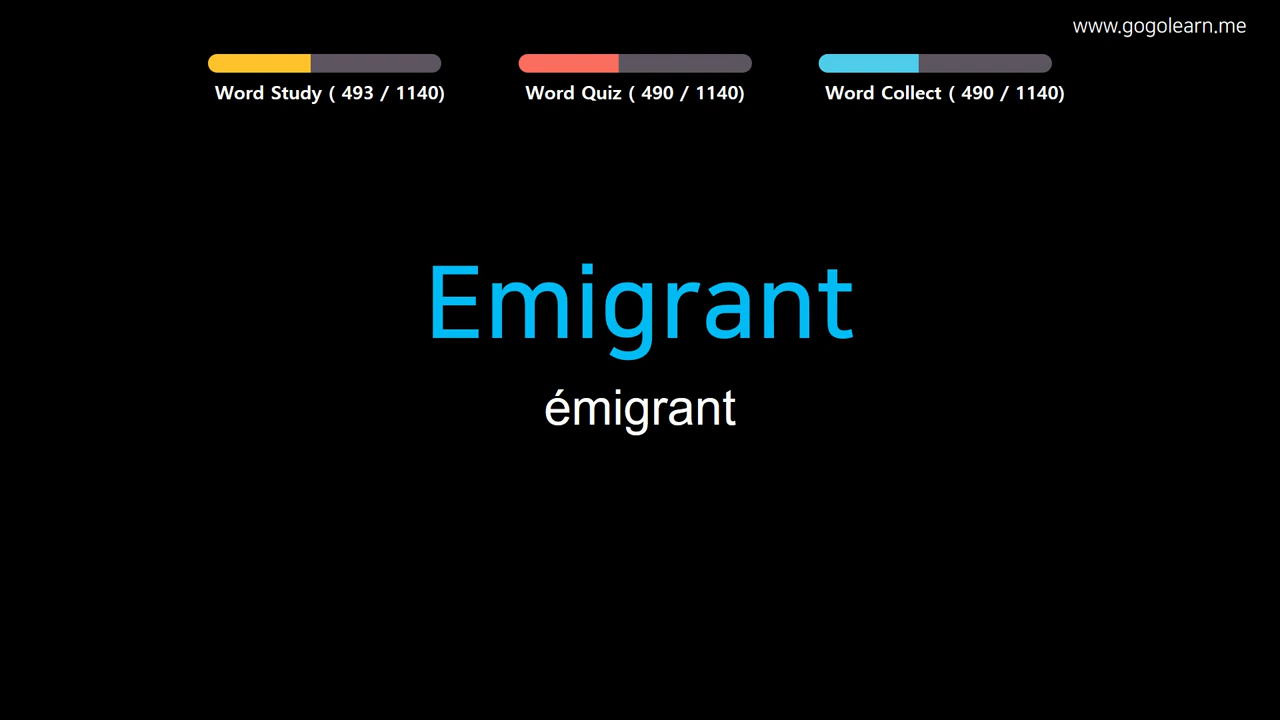 www.gogolearn.me
Word Study ( 493 / 1140)
Word Quiz ( 490 / 1140)
Word Collect ( 490 / 1140)
Emigrant
émigrant